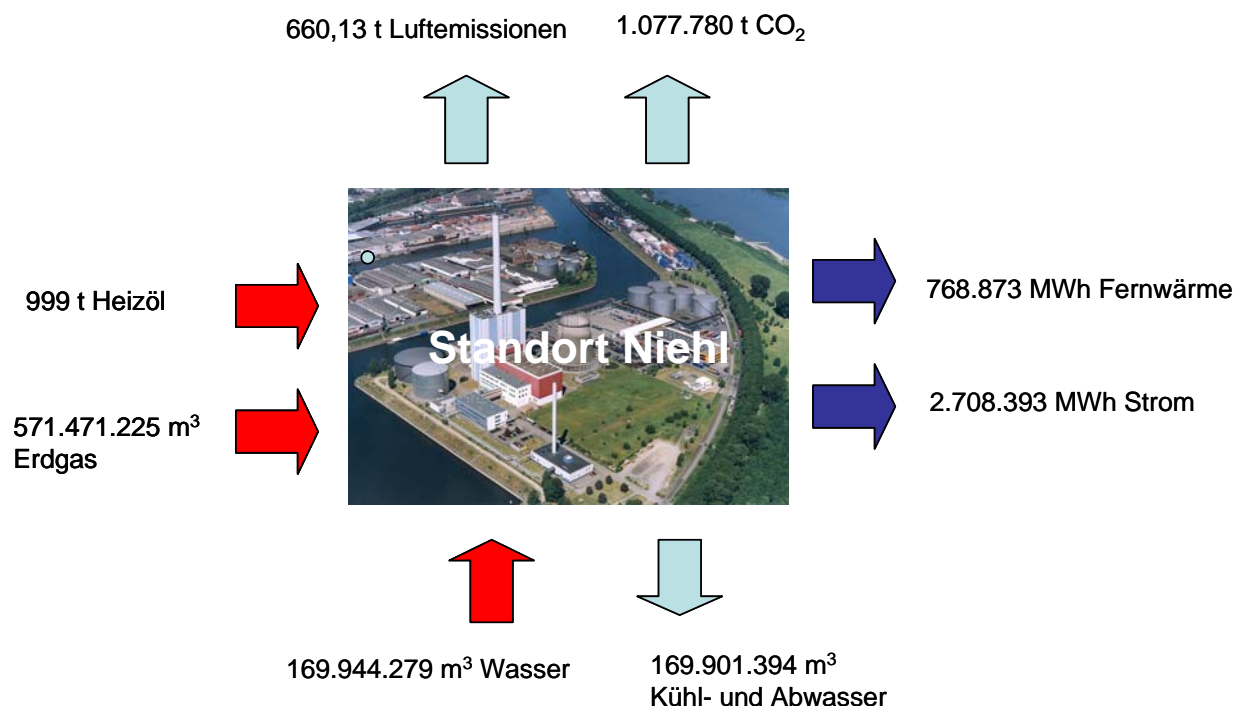 660,13 t Luftemissionen
1.077.780 t CO₂
999 t Heizöl
Standort Niehl
768.873 MWh Fernwärme
571.471.225 m³
Erdgas
2.708.393 MWh Strom
169.944.279 m³ Wasser
169.901.394 m³
Kühl- und Abwasser